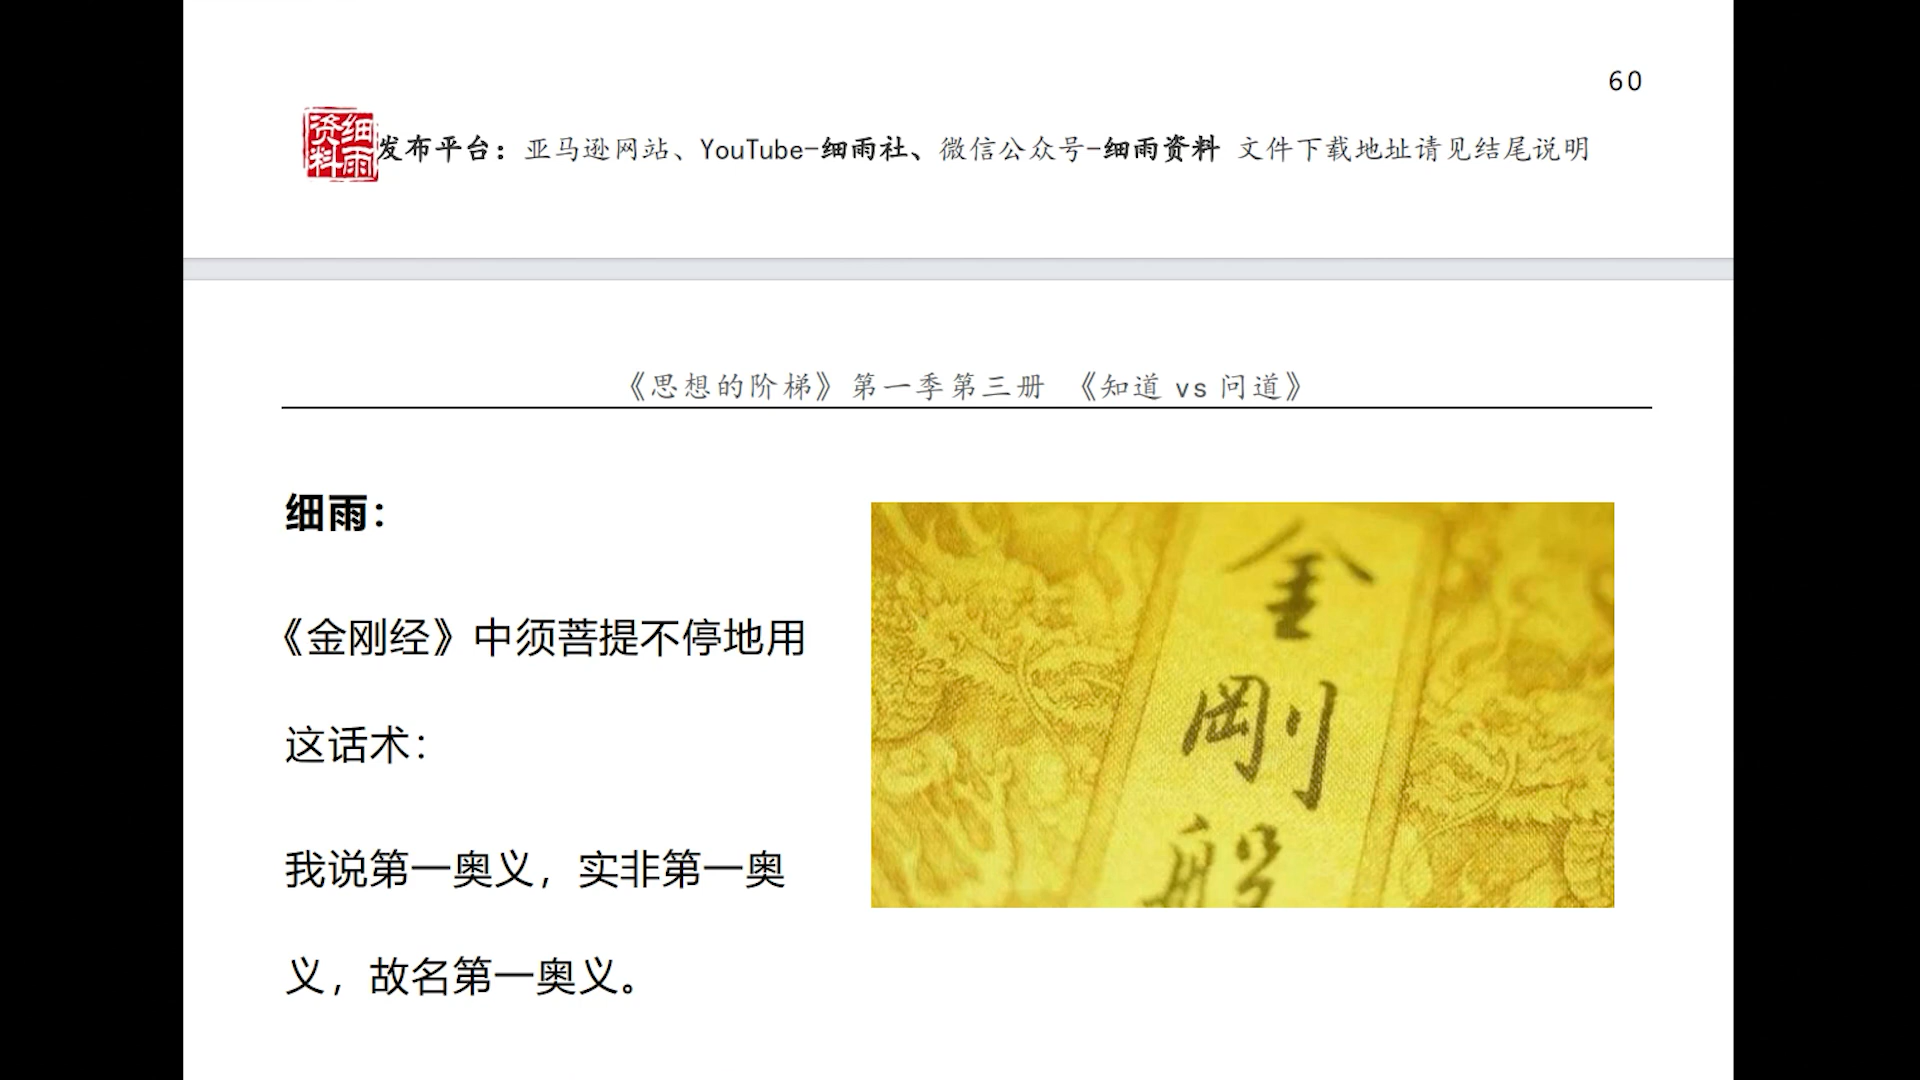 60
细雨资料
发布平台：亚马逊网站、YouTube-细雨社、微信公众号-细雨资料 文件下载地址请见结尾说明
《思想的阶梯》第一季第三册 《知道 vs 问道》
细雨：
《金刚经》中须菩提不停地用
这话术：
我说第一奥义，实非第一奥
义，故名第一奥义。
金
剛
般